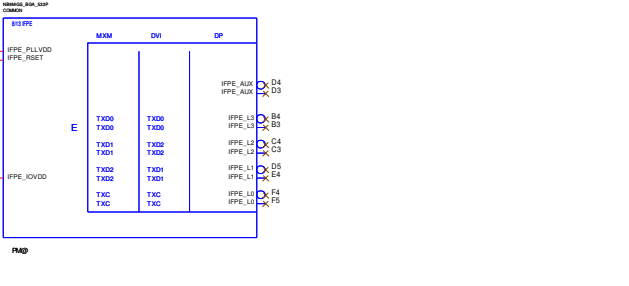 COMMON
8/13 IFPE
MXM DVI DP
IFPE_PLLVDD
IFPE_RSET
IFPE_AUX D4
IFPE_AUX D3
TXD0 TXD0 IFPE_L3 B4
E TXD0 TXD0 IFPE_L3 B3
TXD1 TXD2 IFPE_L2 C4
TXD1 TXD2 IFPE_L2 C3
TXD2 TXD1 IFPE_L1 D5
IFPE_IOVDD TXD2 TXD1 IFPE_L1 E4
TXC TXC IFPE_L0 F4
TXC TXC IFPE_L0 F5
PM@